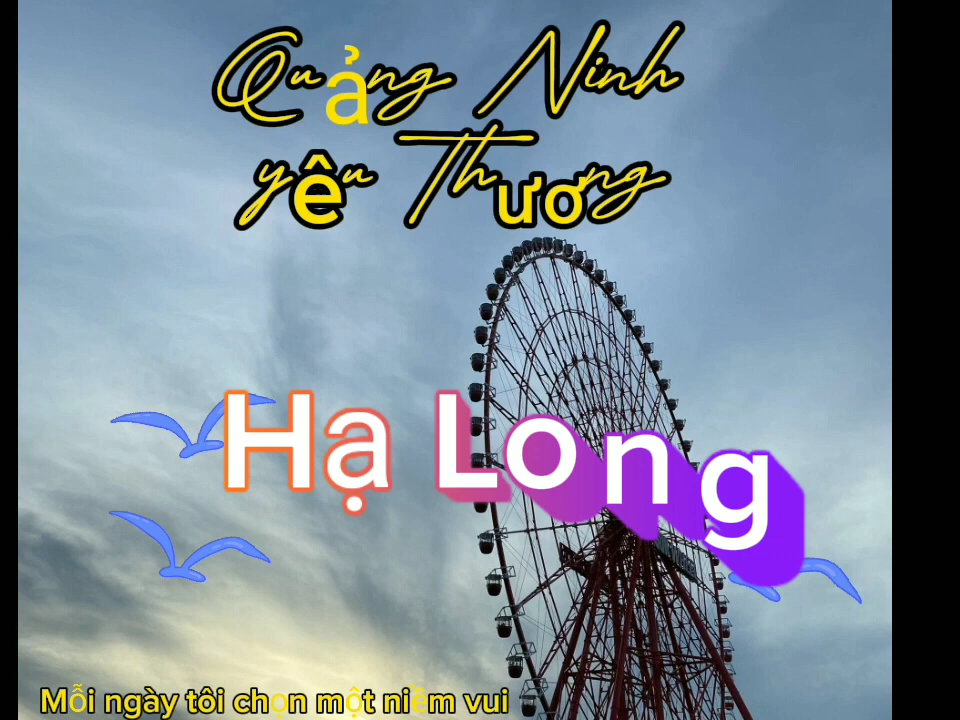 Quảng Ninh
yêu Thương
Hạ Long
Mỗi ngày tôi chọn một niềm vui